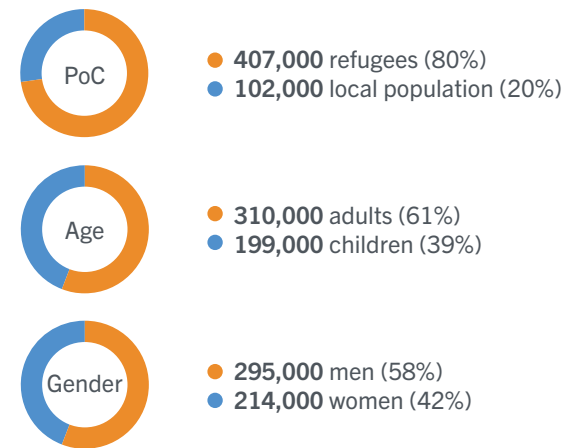 PoC
407,000 refugees (80%)
102,000 local population (20%)
Age
310,000 adults (61%)
199,000 children (39%)
Gender
295,000 men (58%)
214,000 women (42%)